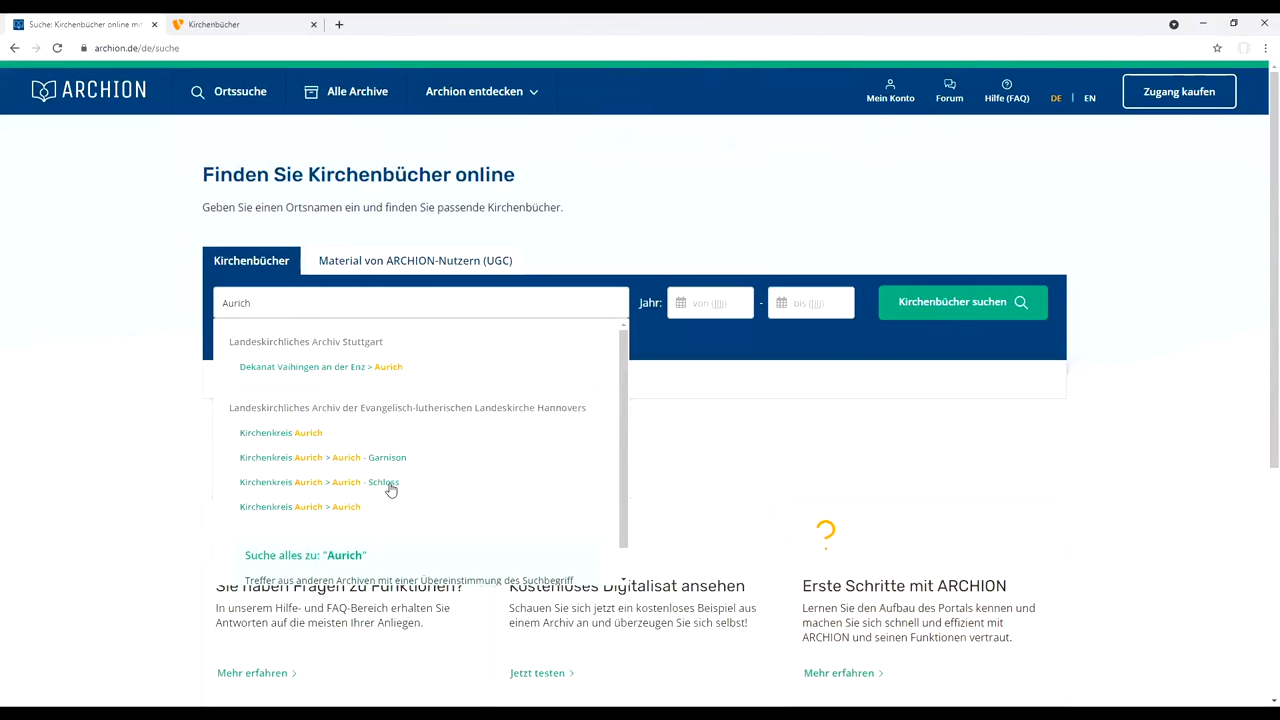 Suche: Kirchenbücher online mi
Kirchenbücher
archion.de/de/suche
ARCHION
Ortssuche
Alle Archive
Archion entdecken
Mein Konto
Forum
Hilfe (FAQ)
DE | EN
Zugang kaufen
Finden Sie Kirchenbücher online
Geben Sie einen Ortsnamen ein und finden Sie passende Kirchenbücher.
Kirchenbücher
Material von ARCHION-Nutzern (UGC)
Aurich
Jahr:
von (JJJJ)
-
bis (JJJJ)
Kirchenbücher suchen
Landeskirchliches Archiv Stuttgart
Dekanat Vaihingen an der Enz > Aurich
Landeskirchliches Archiv der Evangelisch-lutherischen Landeskirche Hannovers
Kirchenkreis Aurich
Kirchenkreis Aurich > Aurich - Garnison
Kirchenkreis Aurich > Aurich - Schloss
Kirchenkreis Aurich > Aurich
Suche alles zu: "Aurich"
Treffer aus anderen Archiven mit einer Übereinstimmung des Suchbegriff
Sie haben Fragen zu Funktionen?
In unserem Hilfe- und FAQ-Bereich erhalten Sie
Antworten auf die meisten Ihrer Anliegen.
Mehr erfahren
Kostenloses Digitalisat ansehen
Schauen Sie sich jetzt ein kostenloses Beispiel aus
einem Archiv an und überzeugen Sie sich selbst!
Jetzt testen
Erste Schritte mit ARCHION
Lernen Sie den Aufbau des Portals kennen und
machen Sie sich schnell und effizient mit
ARCHION und seinen Funktionen vertraut.
Mehr erfahren